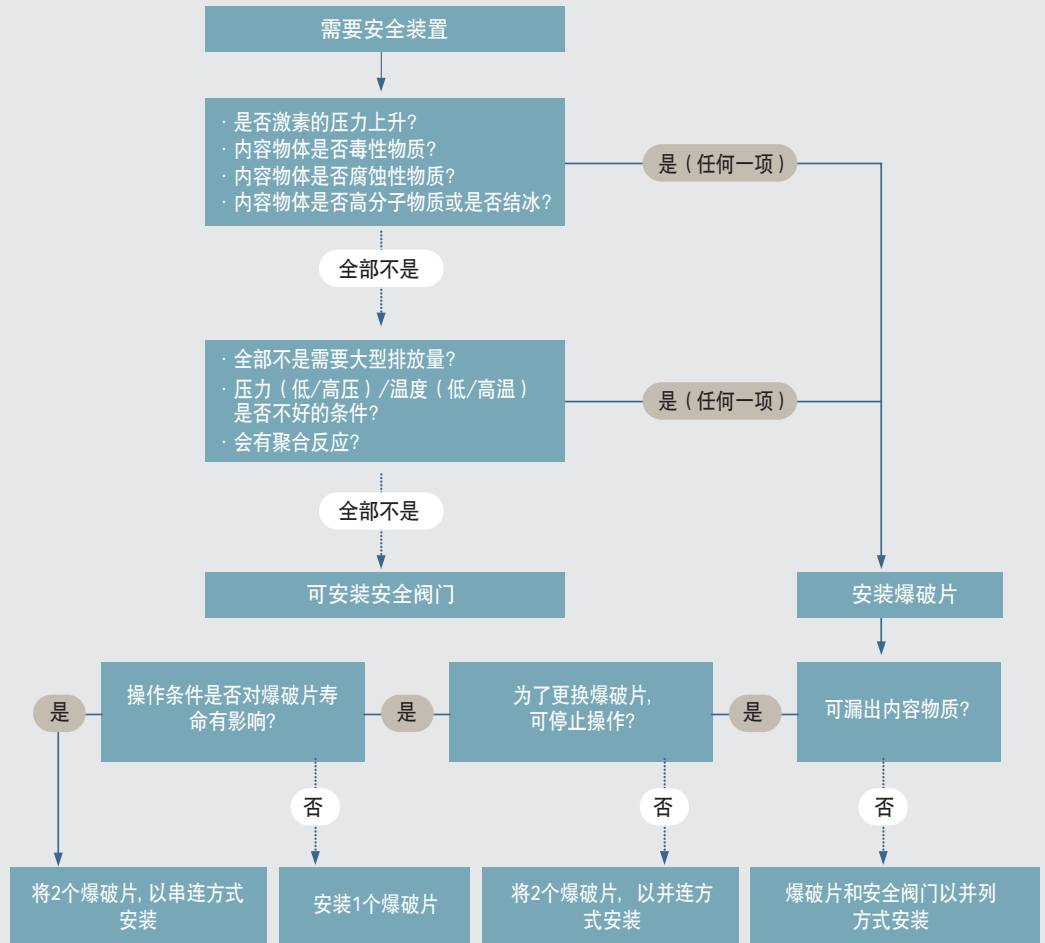 需要安全装置
· 是否激素的压力上升?
· 内容物体是否毒性物质?
· 内容物体是否腐蚀性物质?
· 内容物体是否高分子物质或是否结冰?
是（任何一项）
全部不是
· 全部不是需要大型排放量?
· 压力（低/高压）/温度（低/高温）
是否不好的条件?
· 会有聚合反应?
是（任何一项）
全部不是
可安装安全阀门
安装爆破片
是
操作条件是否对爆破片寿
命有影响?
是
为了更换爆破片,
可停止操作?
是
可漏出内容物质?
否
否
否
将2个爆破片, 以串连方式
安装
安装1个爆破片
将2个爆破片, 以并连方
式安装
爆破片和安全阀门以并列
方式安装